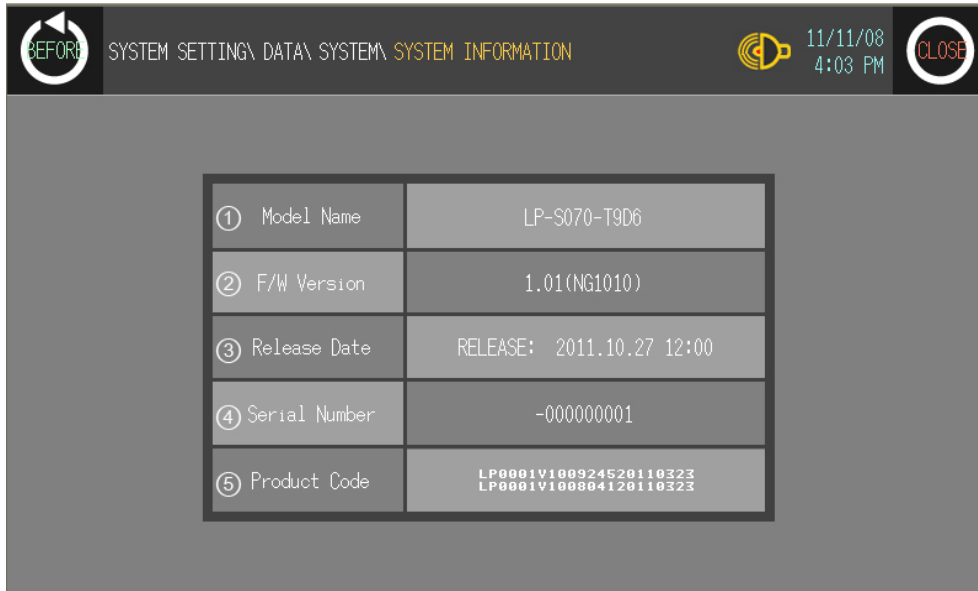 BEFORE
SYSTEM SETTING\ DATA\ SYSTEM\ SYSTEM INFORMATION
11/11/08
4:03 PM
CLOSE
① Model Name LP-S070-T9D6
② F/W Version 1.01(NG1010)
③ Release Date RELEASE: 2011.10.27 12:00
④ Serial Number -000000001
⑤ Product Code LP0001V100924520110323
LP0001V100804120110323